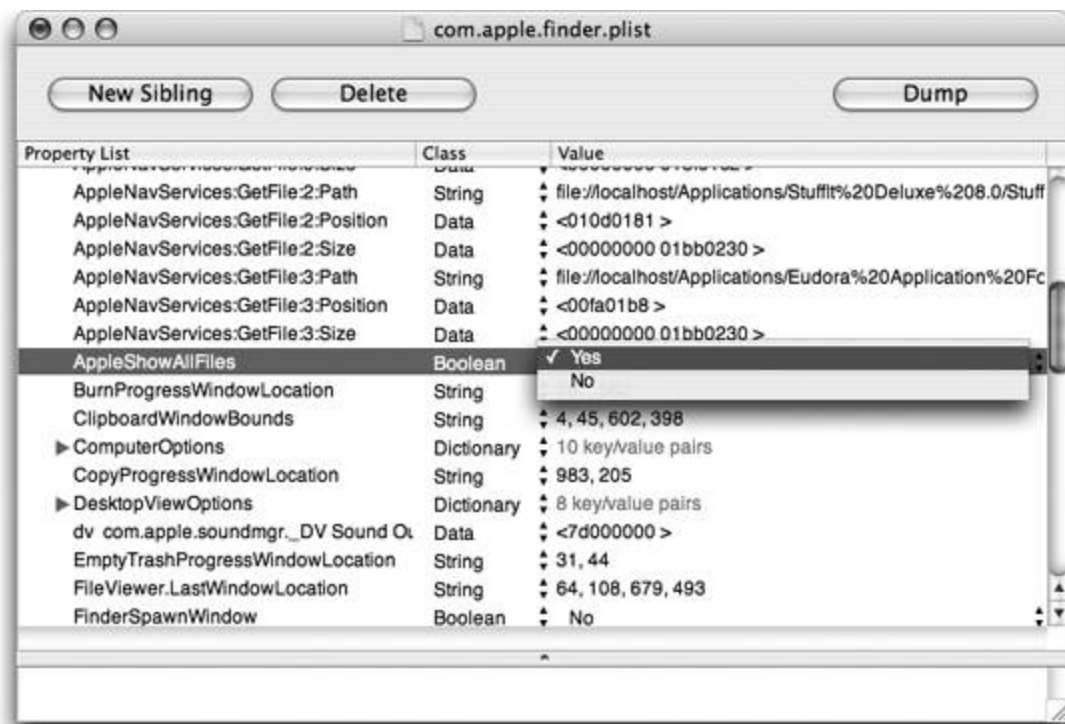 com.apple.finder.plist
New Sibling Delete Dump
Property List Class Value
AppleNavServices:GetFile:2:Path String file://localhost/Applications/StuffIt%20Deluxe%208.0/Stuff
AppleNavServices:GetFile:2:Position Data <010d0181 >
AppleNavServices:GetFile:2:Size Data <00000000 01bb0230 >
AppleNavServices:GetFile:3:Path String file://localhost/Applications/Eudora%20Application%20Fc
AppleNavServices:GetFile:3:Position Data <00fa01b8 >
AppleNavServices:GetFile:3:Size Data <00000000 01bb0230 >
AppleShowAllFiles Boolean ✓ Yes
BurnProgressWindowLocation String No
ClipboardWindowBounds String 4, 45, 602, 398
ComputerOptions Dictionary 10 key/value pairs
CopyProgressWindowLocation String 983, 205
DesktopViewOptions Dictionary 8 key/value pairs
dv com.apple.soundmgr._DV Sound Ou Data <7d000000 >
EmptyTrashProgressWindowLocation String 31, 44
FileViewer.LastWindowLocation String 64, 108, 679, 493
FinderSpawnWindow Boolean No